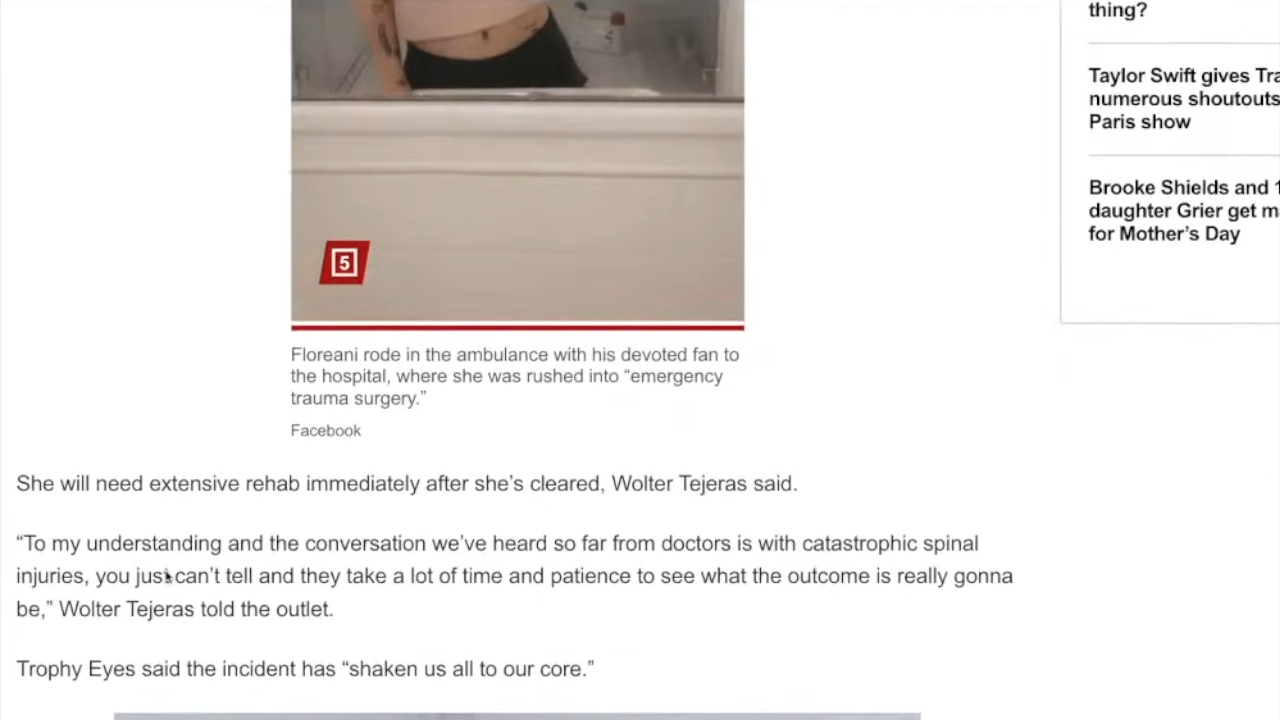 thing?
Taylor Swift gives Tra
numerous shoutouts
Paris show
Brooke Shields and 1
daughter Grier get m
for Mother's Day
5
Floreani rode in the ambulance with his devoted fan to
the hospital, where she was rushed into “emergency
trauma surgery.”
Facebook
She will need extensive rehab immediately after she’s cleared, Wolter Tejeras said.
“To my understanding and the conversation we’ve heard so far from doctors is with catastrophic spinal
injuries, you just can’t tell and they take a lot of time and patience to see what the outcome is really gonna
be,” Wolter Tejeras told the outlet.
Trophy Eyes said the incident has “shaken us all to our core.”